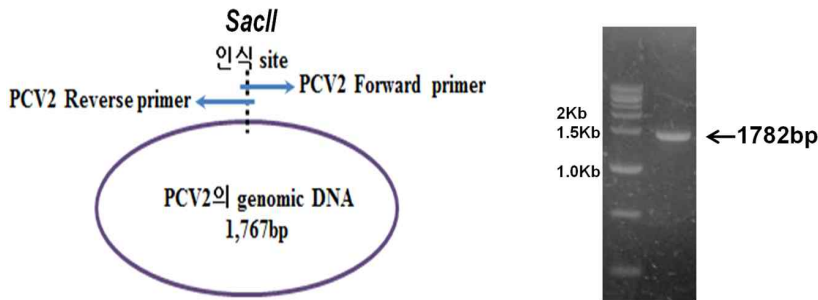 SacII
인식 site
PCV2 Forward primer
PCV2 Reverse primer
PCV2의 genomic DNA
1,767bp
2Kb
1.5Kb
1.0Kb
←1782bp